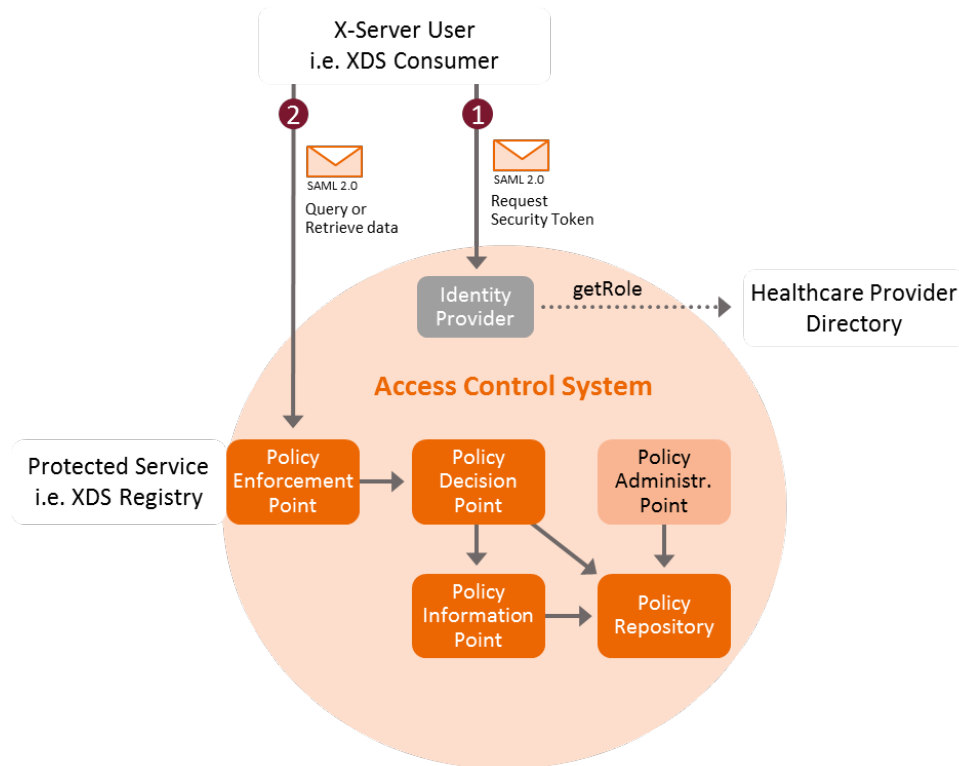 X-Server User
i.e. XDS Consumer
2
1
SAML 2.0
Query or
Retrieve data
SAML 2.0
Request
Security Token
Identity
Provider
getRole
Healthcare Provider
Directory
Access Control System
Protected Service
i.e. XDS Registry
Policy
Enforcement
Point
Policy
Decision
Point
Policy
Administr.
Point
Policy
Information
Point
Policy
Repository